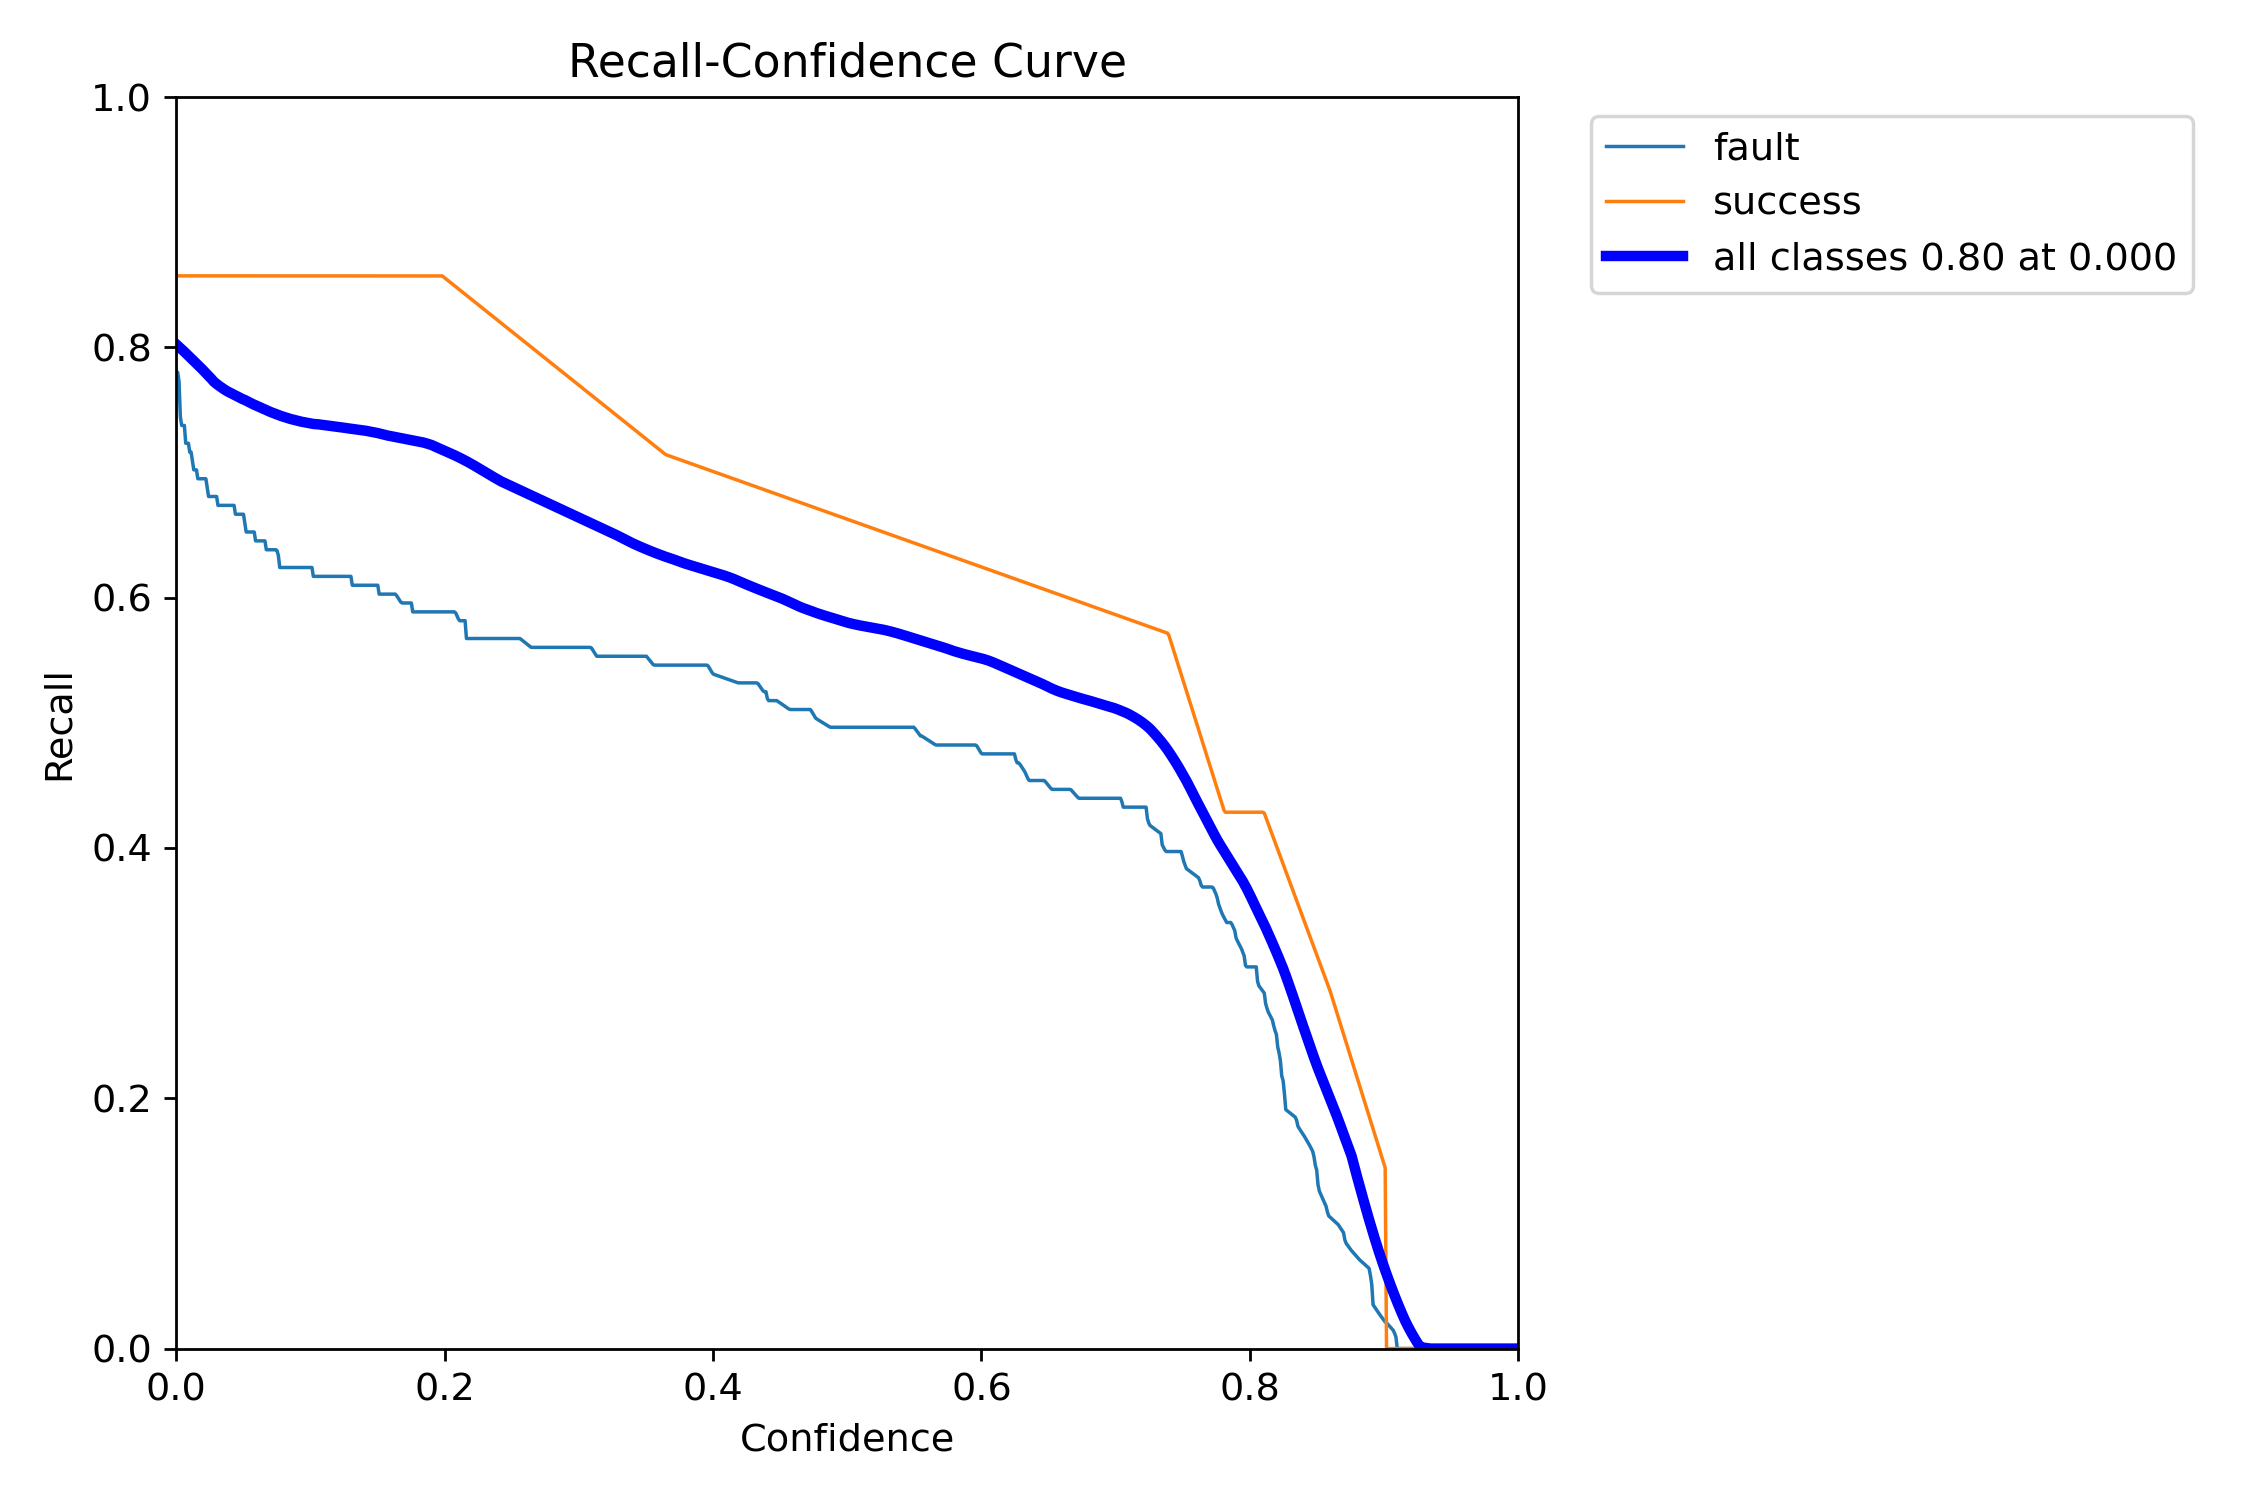 Recall-Confidence Curve
1.0
0.8
0.6
0.4
0.2
0.0
Recall
0.0 0.2 0.4 0.6 0.8 1.0
Confidence
fault
success
all classes 0.80 at 0.000